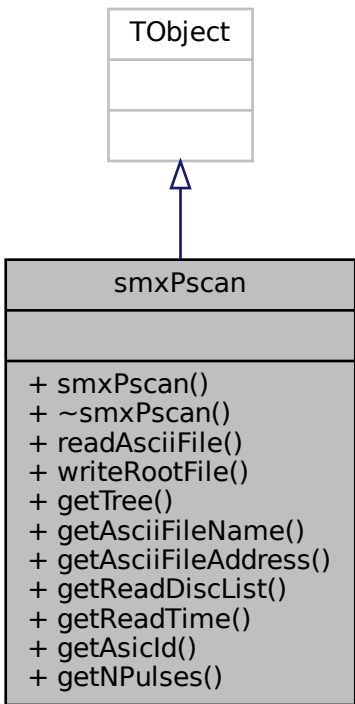 TObject
smxPscan
+ smxPscan()
+ ~smxPscan()
+ readAsciiFile()
+ writeRootFile()
+ getTree()
+ getAsciiFileName()
+ getAsciiFileAddress()
+ getReadDiscList()
+ getReadTime()
+ getAsicId()
+ getNPulses()